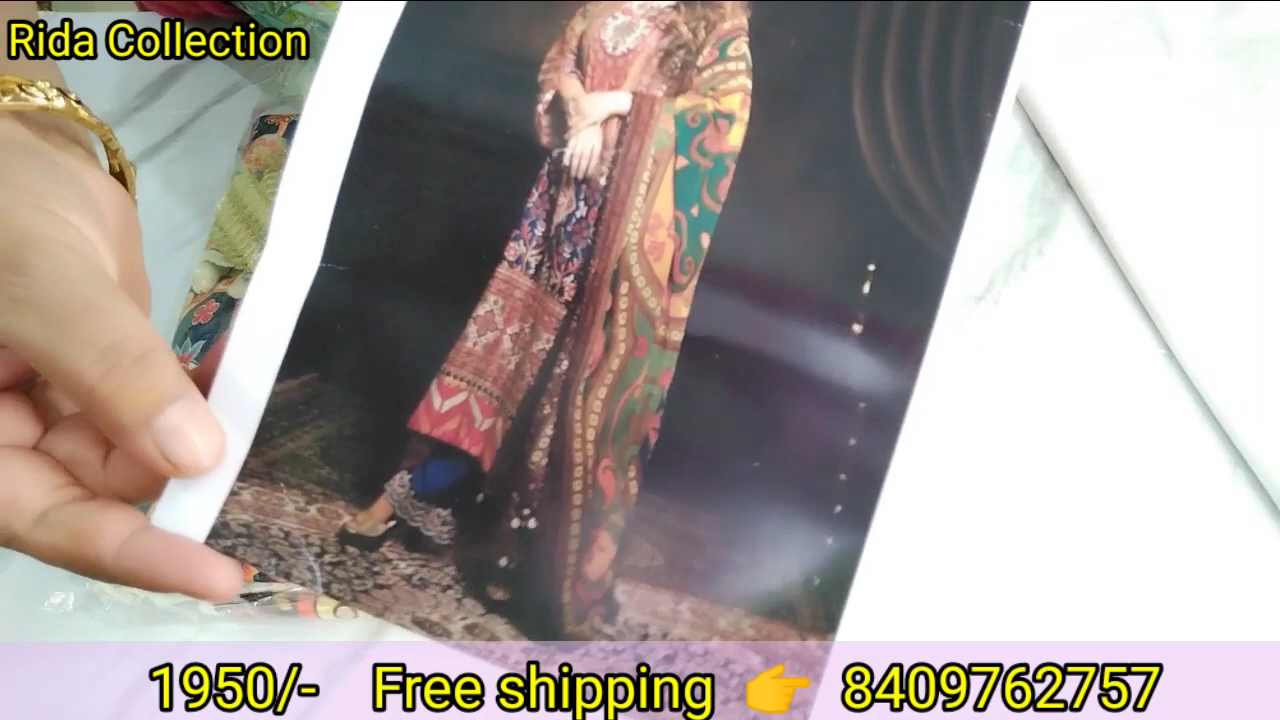 Rida Collection
1950/- Free shipping 👉 8409762757